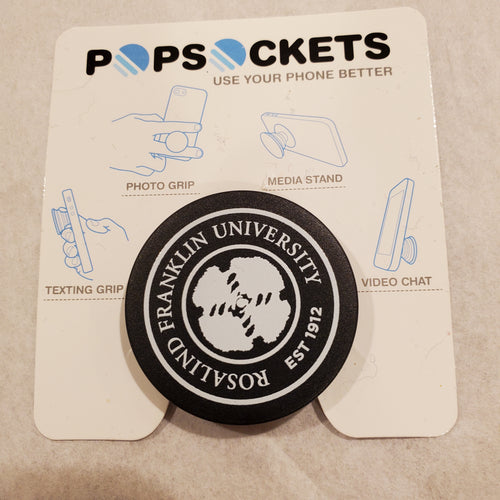 POPSOCKETS
USE YOUR PHONE BETTER
PHOTO GRIP
MEDIA STAND
TEXTING GRIP
VIDEO CHAT
ROSALIND FRANKLIN UNIVERSITY
EST 1912